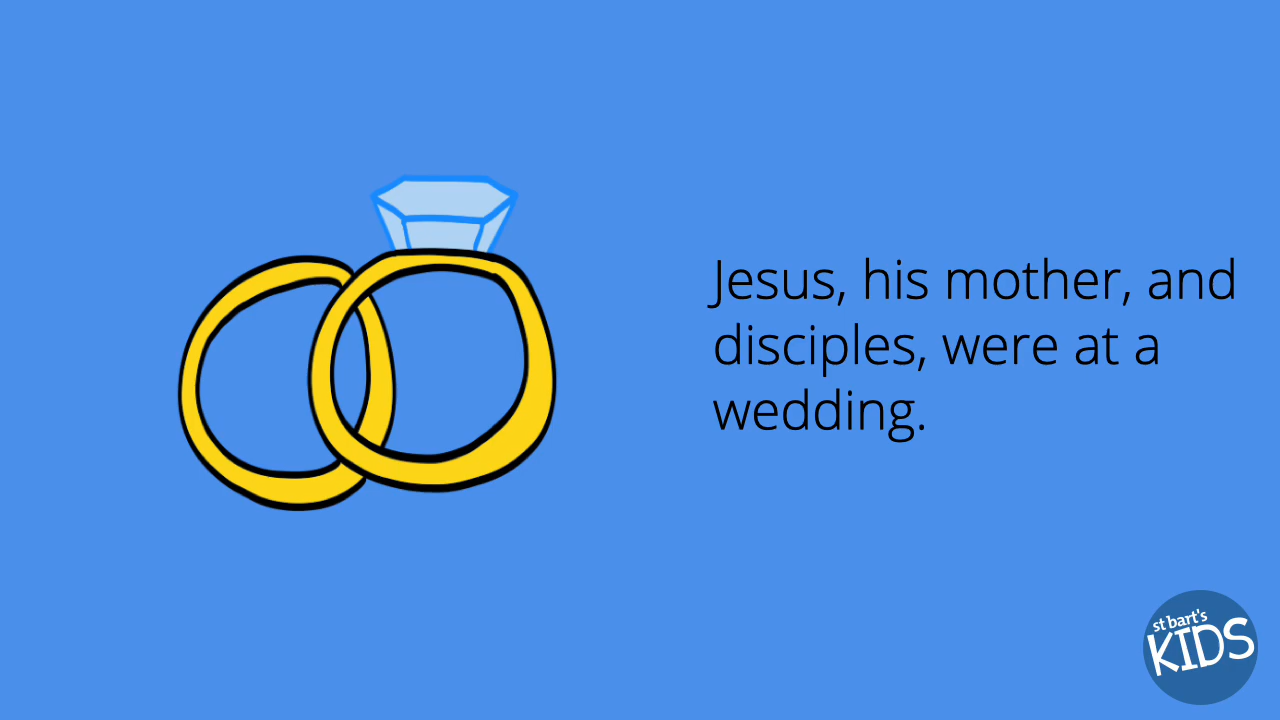 Jesus, his mother, and
disciples, were at a
wedding.
st bart's
KIDS